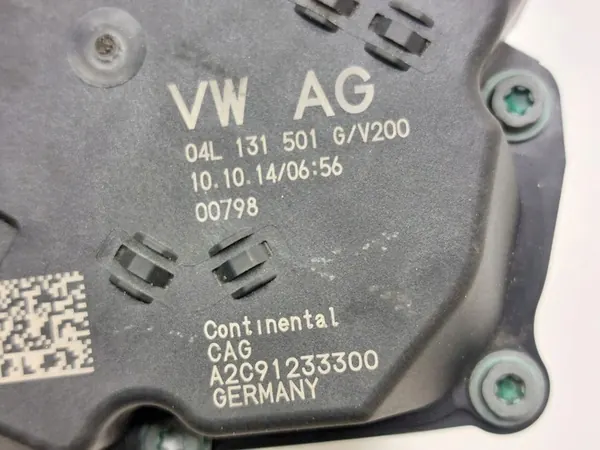 VW AG
04L 131 501 G/V200
10.10.14/06:56
00798
Continental
CAG
A2C91233300
GERMANY